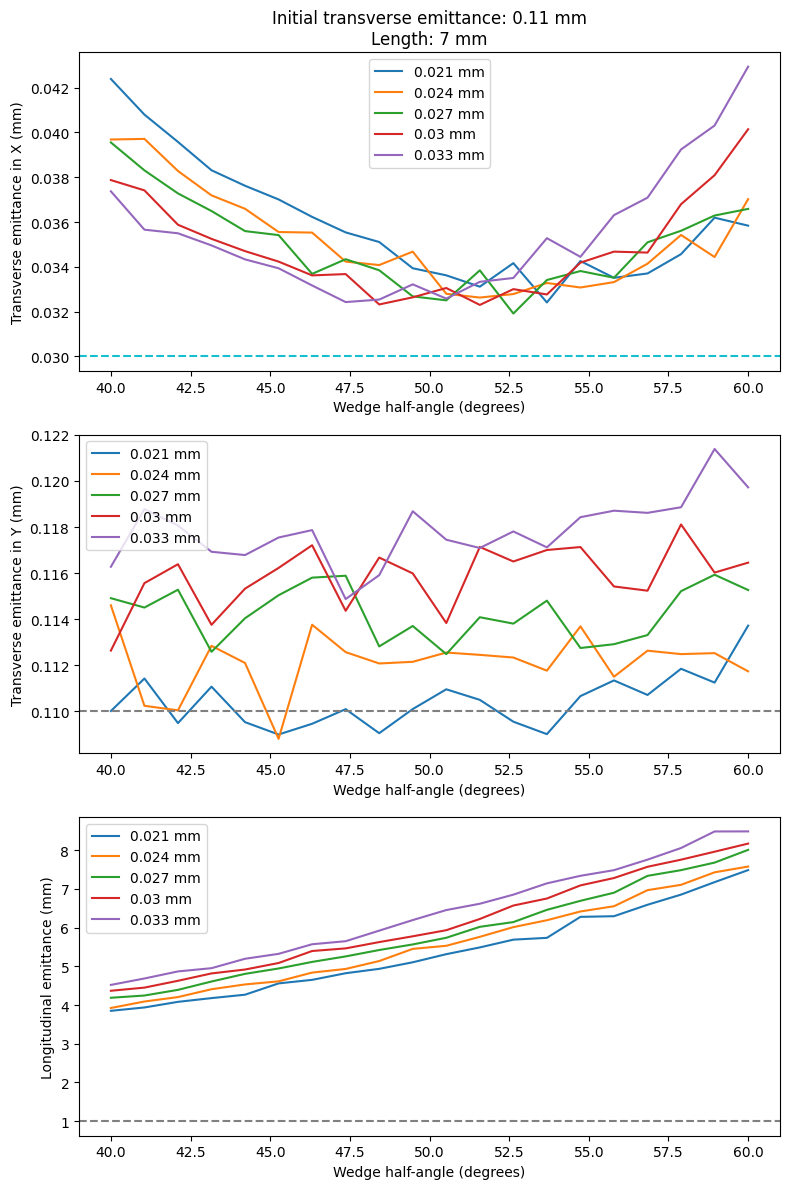 Initial transverse emittance: 0.11 mm
Length: 7 mm
Transverse emittance in X (mm)
0.042
0.040
0.038
0.036
0.034
0.032
0.030
0.021 mm
0.024 mm
0.027 mm
0.03 mm
0.033 mm
40.0 42.5 45.0 47.5 50.0 52.5 55.0 57.5 60.0
Wedge half-angle (degrees)
Transverse emittance in Y (mm)
0.122
0.120
0.118
0.116
0.114
0.112
0.110
0.021 mm
0.024 mm
0.027 mm
0.03 mm
0.033 mm
40.0 42.5 45.0 47.5 50.0 52.5 55.0 57.5 60.0
Wedge half-angle (degrees)
Longitudinal emittance (mm)
8
7
6
5
4
3
2
1
0.021 mm
0.024 mm
0.027 mm
0.03 mm
0.033 mm
40.0 42.5 45.0 47.5 50.0 52.5 55.0 57.5 60.0
Wedge half-angle (degrees)